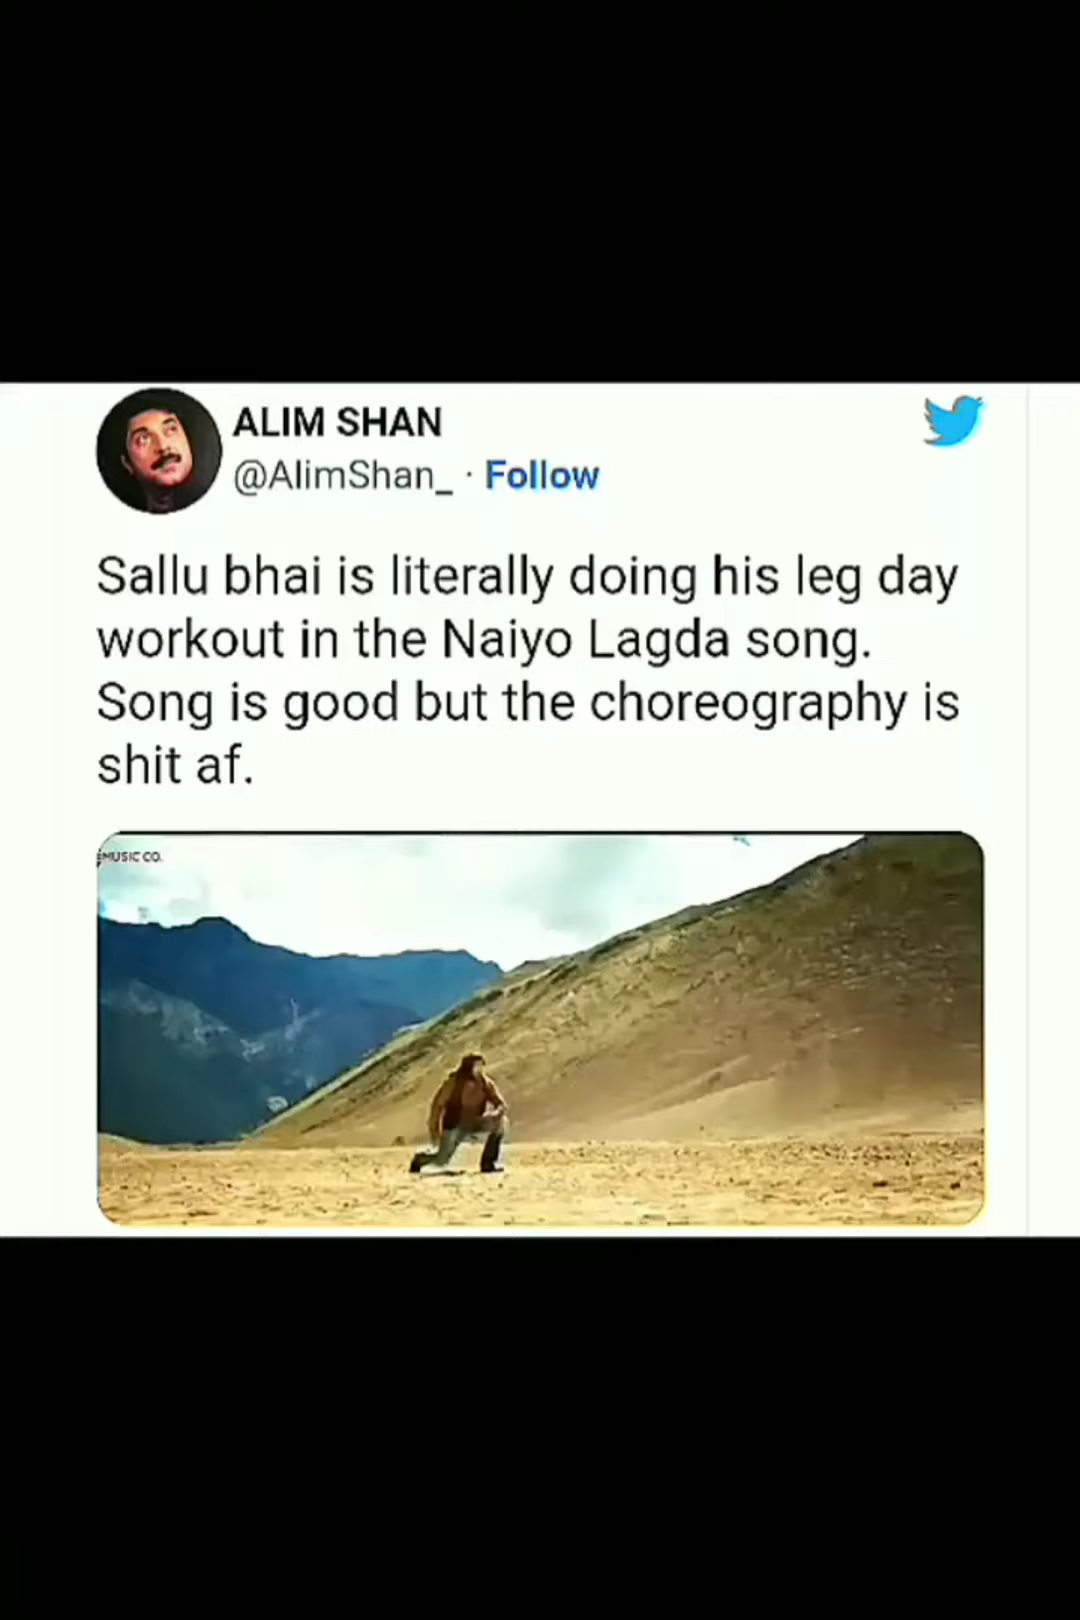 ALIM SHAN
@AlimShan_ · Follow
Sallu bhai is literally doing his leg day
workout in the Naiyo Lagda song.
Song is good but the choreography is
shit af.
MUSIC CO.